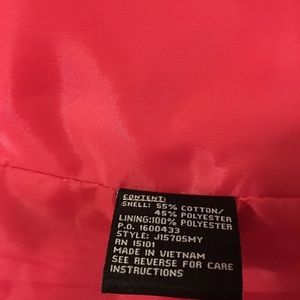 CONTENT:
SHELL: 55% COTTON/
45% POLYESTER
LINING:100% POLYESTER
P.O. 1600433
STYLE: J15705MY
RN 15101
MADE IN VIETNAM
SEE REVERSE FOR CARE
INSTRUCTIONS